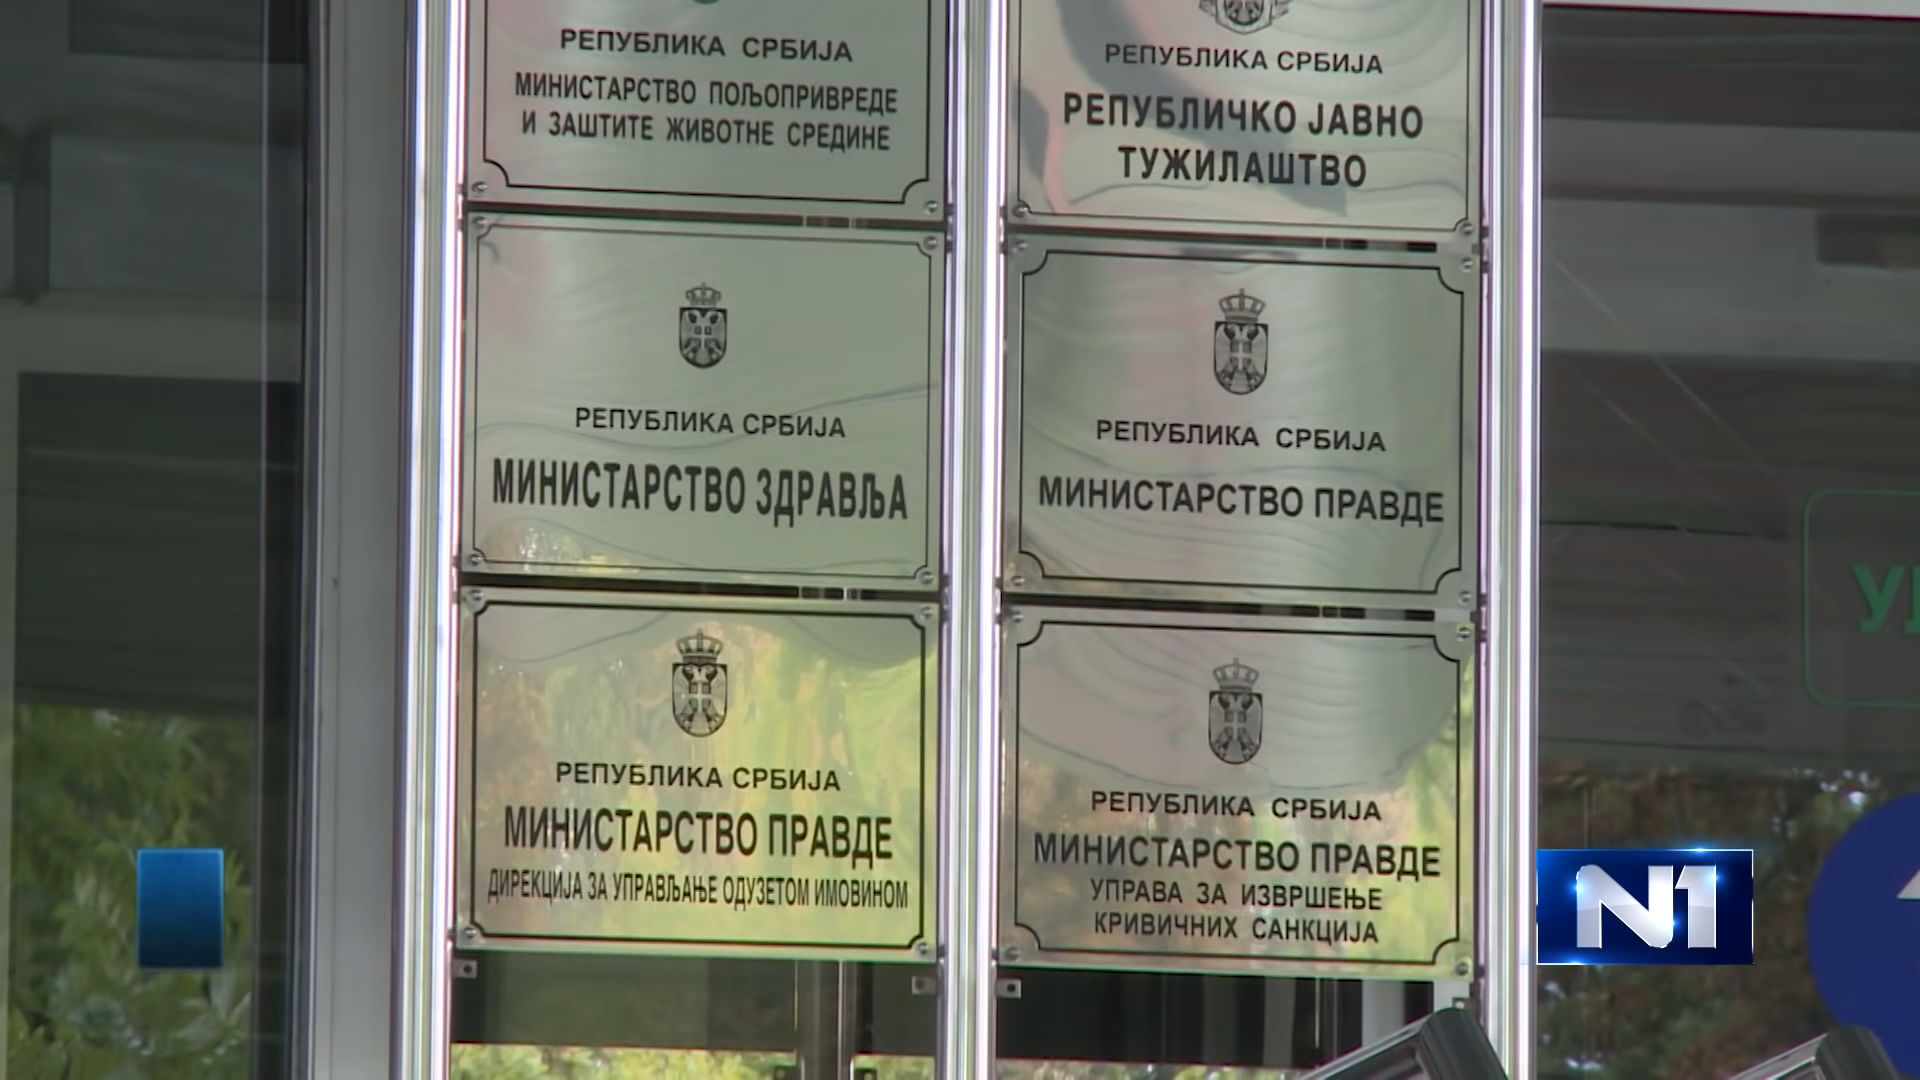 РЕПУБЛИКА СРБИЈА
МИНИСТАРСТВО ПОЉОПРИВРЕДЕ
И ЗАШТИТЕ ЖИВОТНЕ СРЕДИНЕ
РЕПУБЛИКА СРБИЈА
РЕПУБЛИЧКО ЈАВНО
ТУЖИЛАШТВО
РЕПУБЛИКА СРБИЈА
МИНИСТАРСТВО ЗДРАВЉА
РЕПУБЛИКА СРБИЈА
МИНИСТАРСТВО ПРАВДЕ
РЕПУБЛИКА СРБИЈА
МИНИСТАРСТВО ПРАВДЕ
ДИРЕКЦИЈА ЗА УПРАВЉАЊЕ ОДУЗЕТОМ ИМОВИНОМ
РЕПУБЛИКА СРБИЈА
МИНИСТАРСТВО ПРАВДЕ
УПРАВА ЗА ИЗВРШЕЊЕ
КРИВИЧНИХ САНКЦИЈА
N1